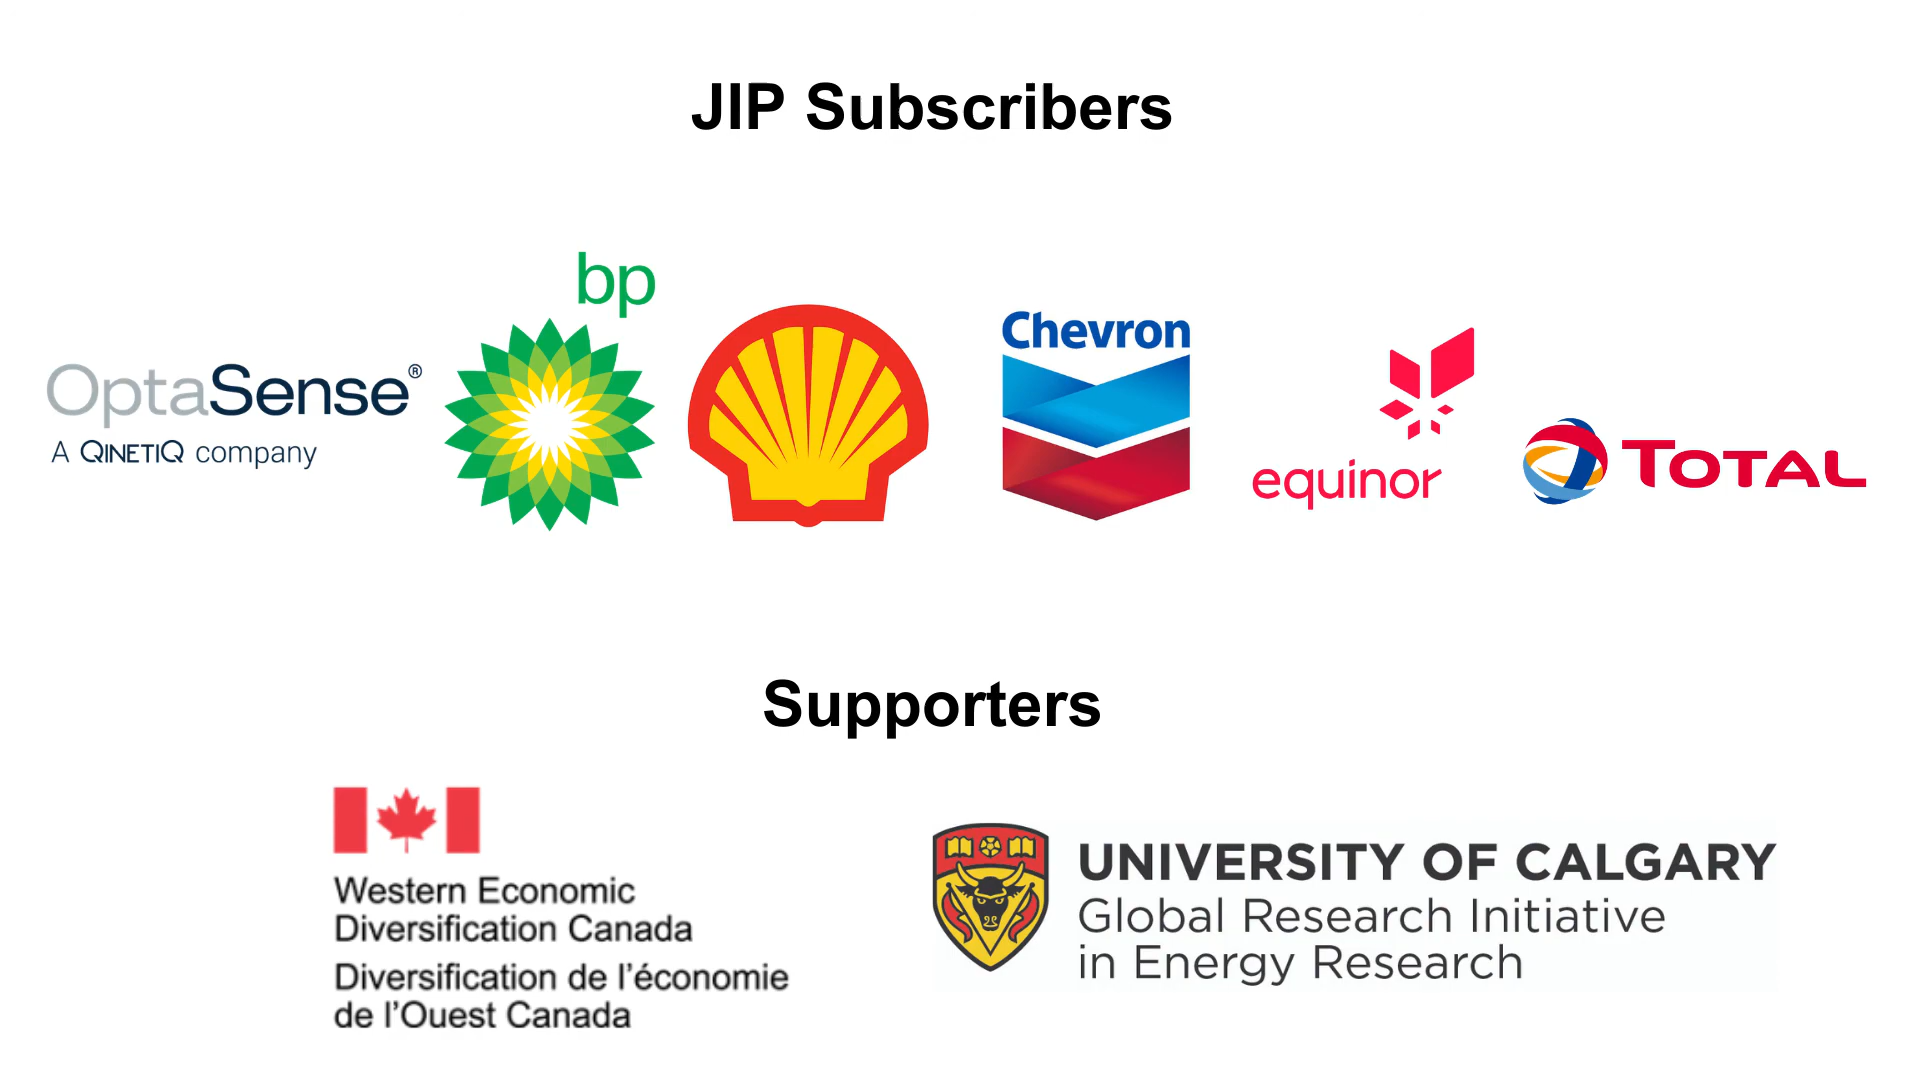 JIP Subscribers
OptaSense®
A QINETIQ company
bp
Chevron
equinor
TOTAL
Supporters
Western Economic
Diversification Canada
Diversification de l'économie
de l'Ouest Canada
UNIVERSITY OF CALGARY
Global Research Initiative
in Energy Research